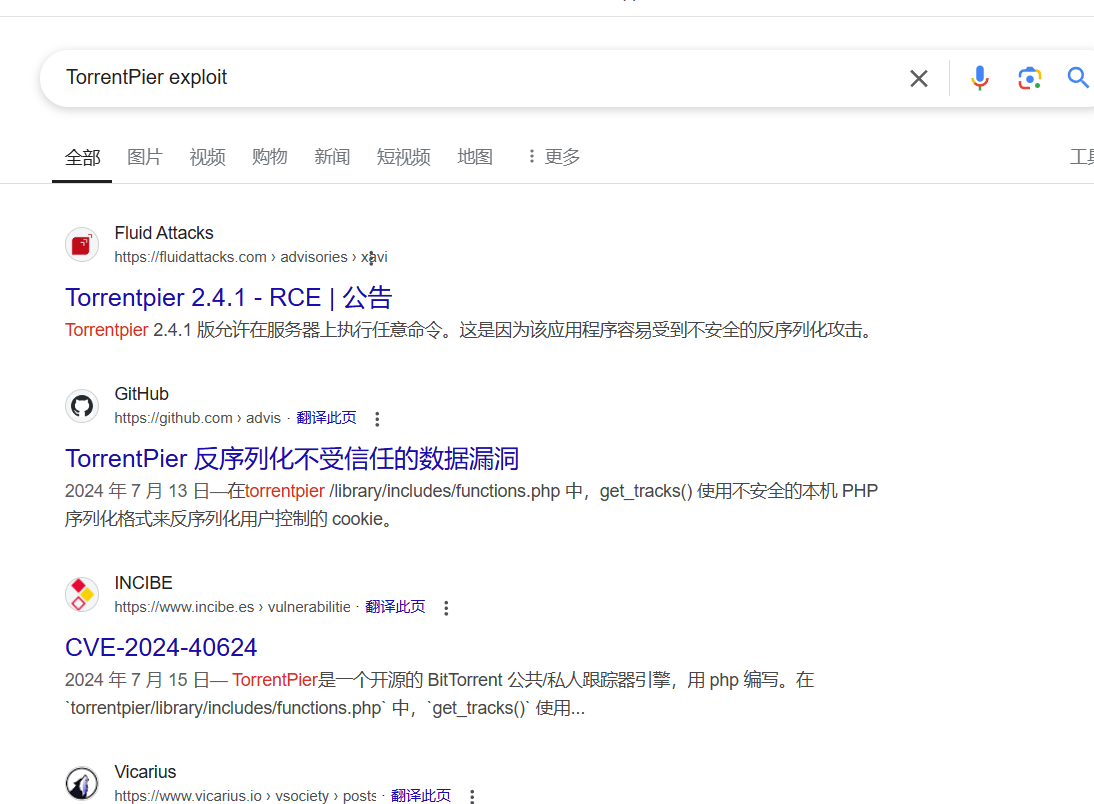 TorrentPier exploit
全部 图片 视频 购物 新闻 短视频 地图 更多
Fluid Attacks
https://fluidattacks.com › advisories › xavi
Torrentpier 2.4.1 - RCE | 公告
Torrentpier 2.4.1 版允许在服务器上执行任意命令。这是因为该应用程序容易受到不安全的反序列化攻击。
GitHub
https://github.com › advis · 翻译此页
TorrentPier 反序列化不受信任的数据漏洞
2024 年 7 月 13 日—在torrentpier /library/includes/functions.php 中，get_tracks() 使用不安全的本机 PHP
序列化格式来反序列化用户控制的 cookie。
INCIBE
https://www.incibe.es › vulnerabilitie · 翻译此页
CVE-2024-40624
2024 年 7 月 15 日— TorrentPier是一个开源的 BitTorrent 公共/私人跟踪器引擎，用 php 编写。在
`torrentpier/library/includes/functions.php` 中，`get_tracks()` 使用...
Vicarius
https://www.vicarius.io › vsociety › posts · 翻译此页